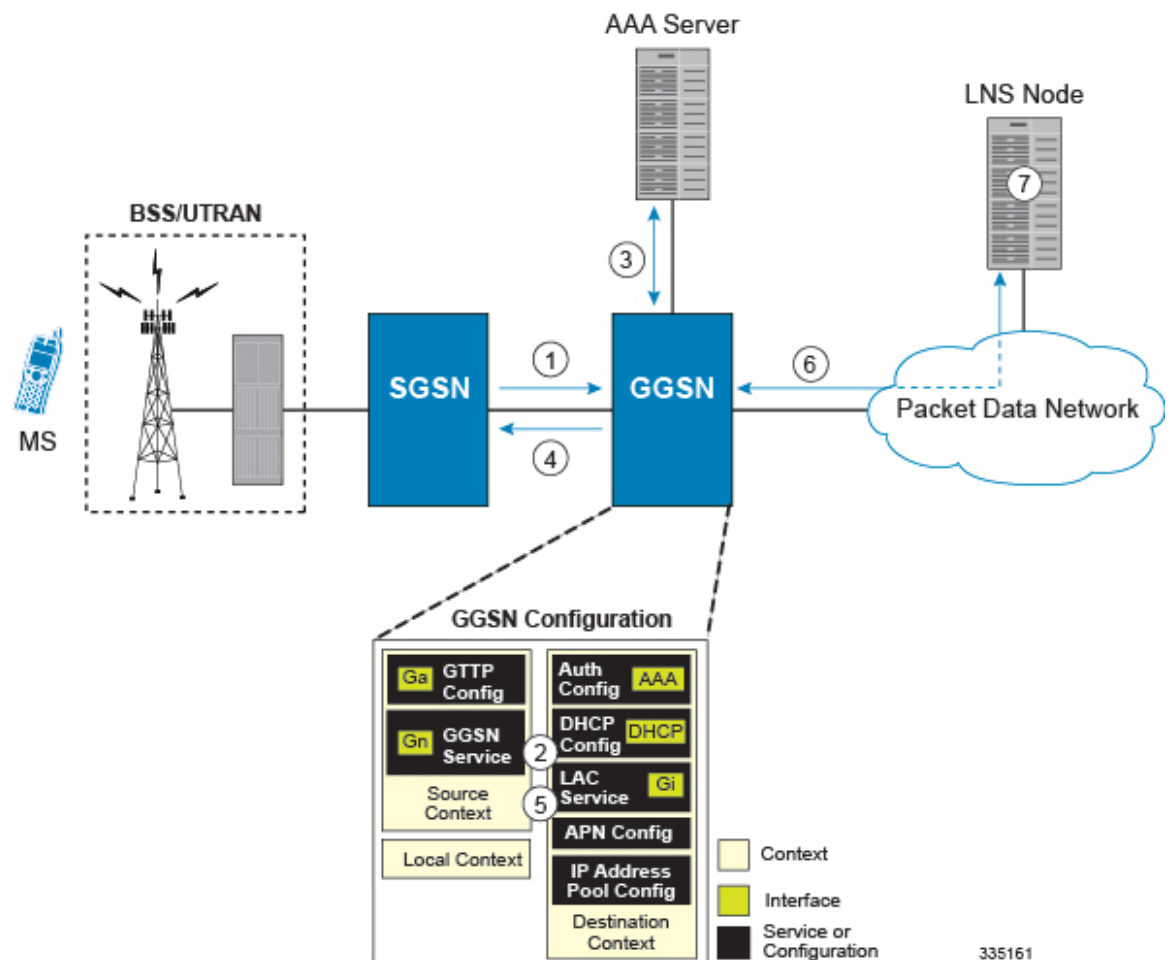 AAA Server
LNS Node
7
BSS/UTRAN
3
MS
SGSN
1
GGSN
6
Packet Data Network
4
GGSN Configuration
Ga
GTTP
Config
Gn
GGSN
Service
Source
Context
Local Context
2
5
Auth
Config
AAA
DHCP
Config
DHCP
LAC
Service
Gi
APN Config
IP Address
Pool Config
Destination
Context
Context
Interface
Service or
Configuration
335161